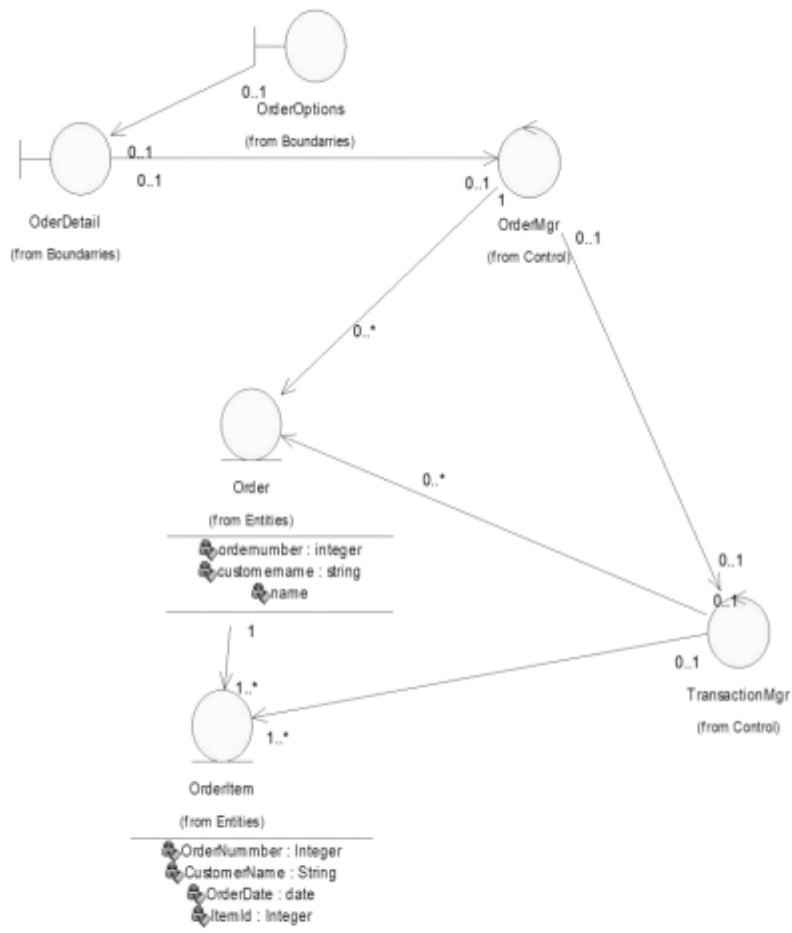 0..1
OrderOptions
(from Boundarries)
0..1
0..1
OderDetail
(from Boundarries)
0..1
1
OrderMgr
(from Control)
0..1
0..*
Order
(from Entities)
ordernumber : integer
customername : string
name
0..*
0..1
0..1
0..1
TransactionMgr
(from Control)
1
1..*
1..*
OrderItem
(from Entities)
OrderNummber : Integer
CustomerName : String
OrderDate : date
ItemId : Integer